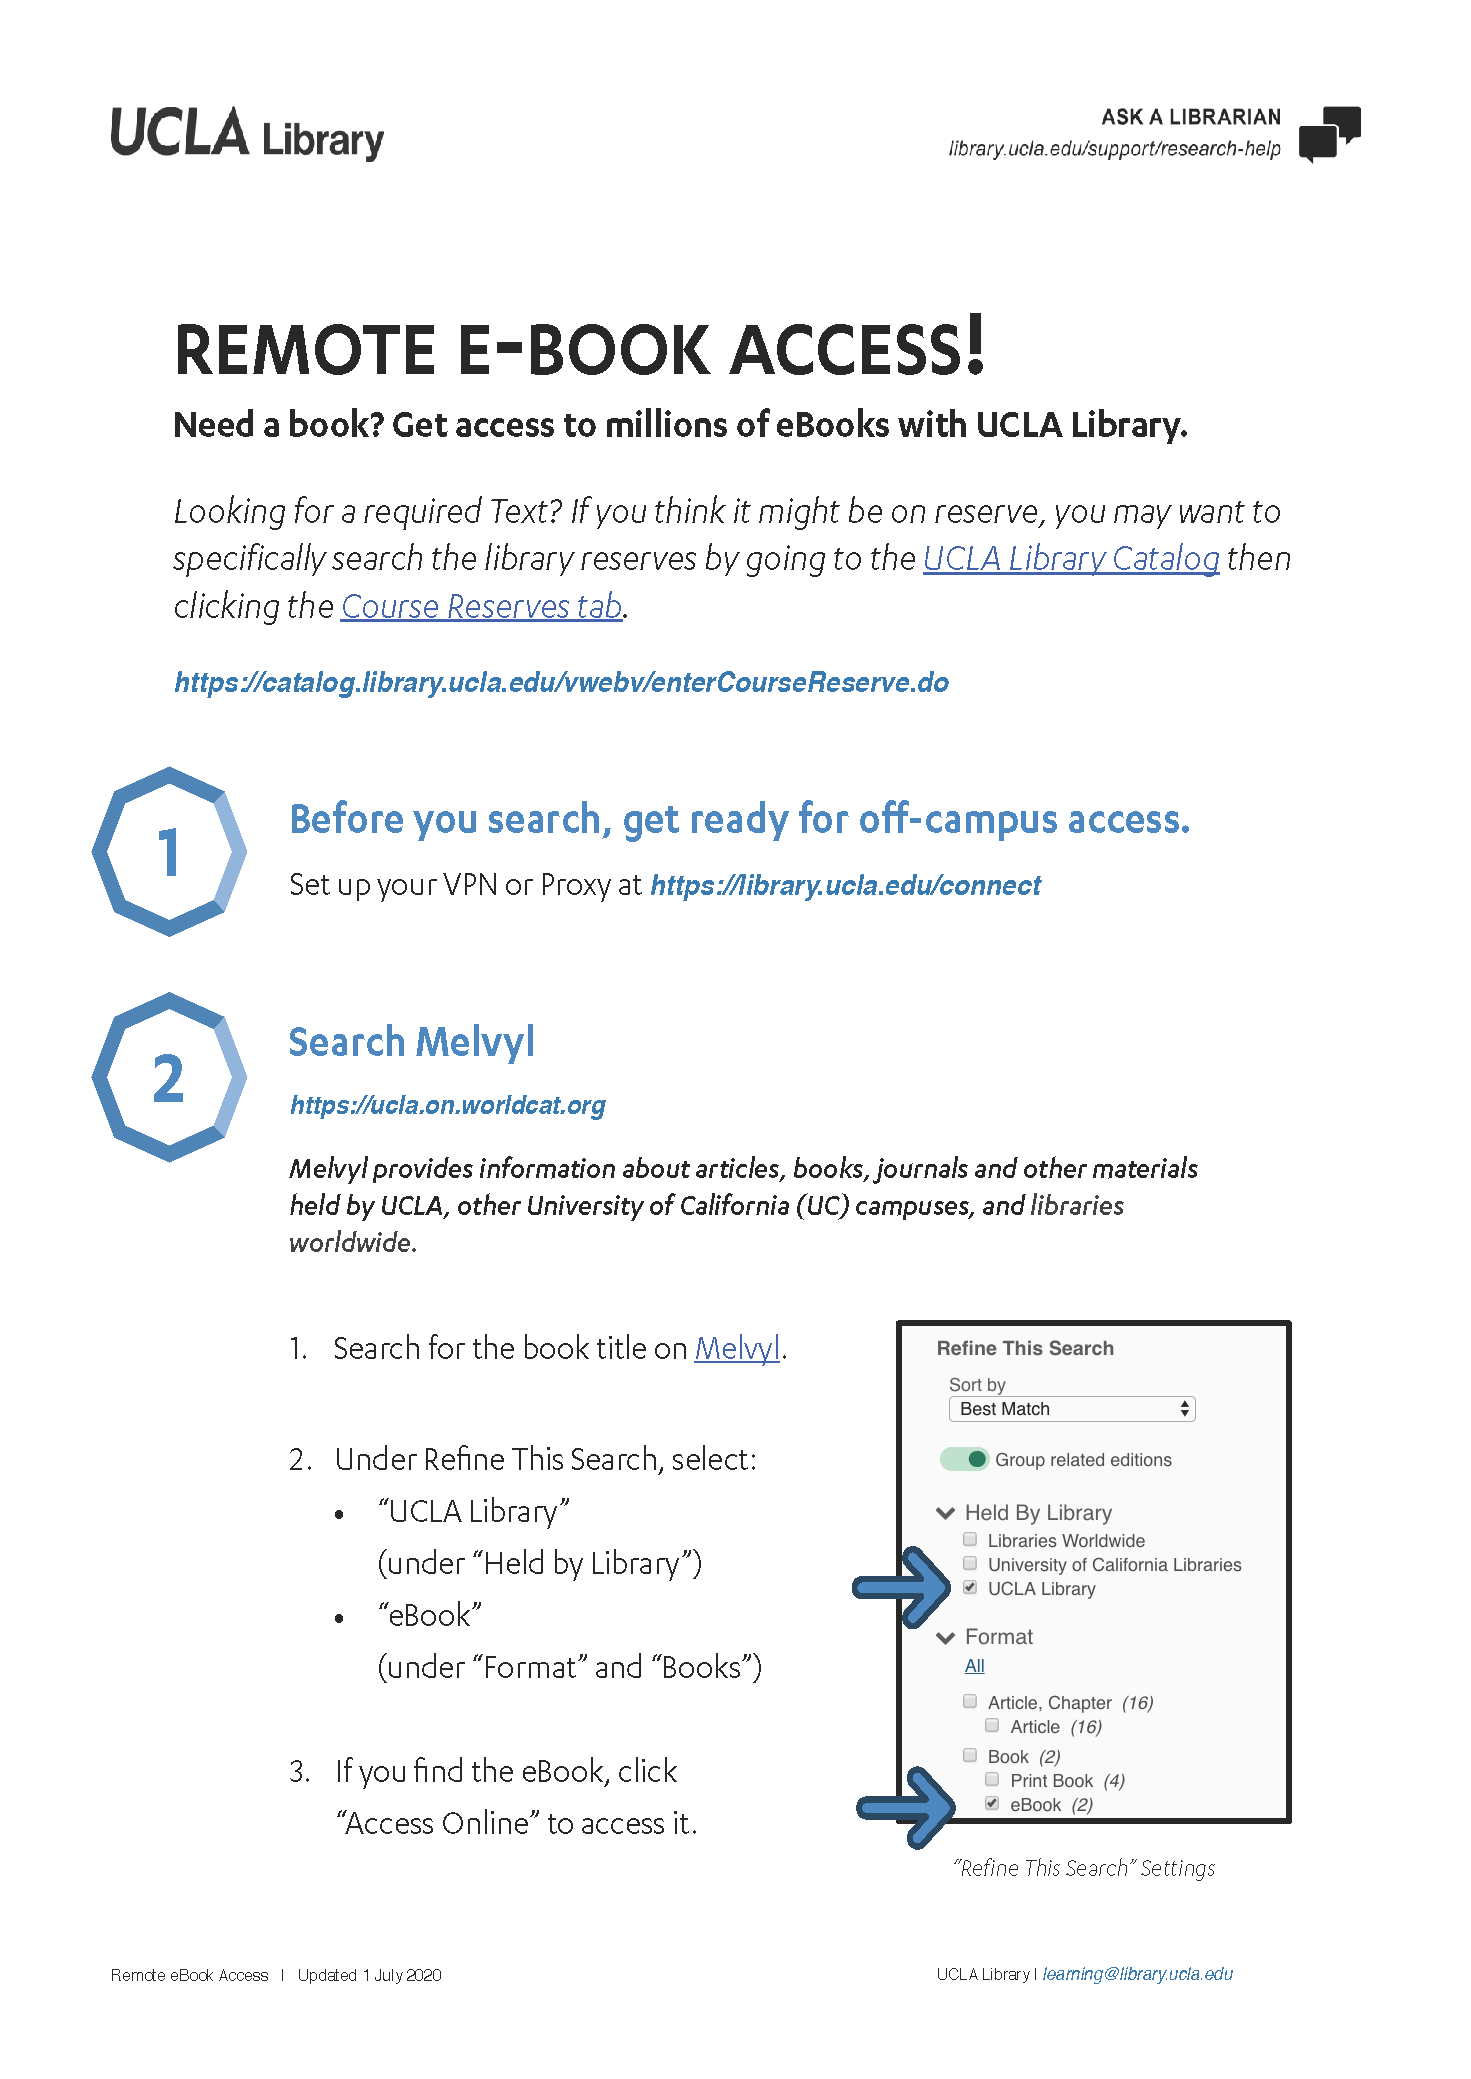 UCLA Library
ASK A LIBRARIAN
library.ucla.edu/support/research-help
REMOTE E-BOOK ACCESS!
Need a book? Get access to millions of eBooks with UCLA Library.
Looking for a required Text? If you think it might be on reserve, you may want to
specifically search the library reserves by going to the UCLA Library Catalog then
clicking the Course Reserves tab.
https://catalog.library.ucla.edu/vwebv/enterCourseReserve.do
1
Before you search, get ready for off-campus access.
Set up your VPN or Proxy at https://library.ucla.edu/connect
2
Search Melvyl
https://ucla.on.worldcat.org
Melvyl provides information about articles, books, journals and other materials
held by UCLA, other University of California (UC) campuses, and libraries
worldwide.
1. Search for the book title on Melvyl.
2. Under Refine This Search, select:
• “UCLA Library”
(under “Held by Library”)
• “eBook”
(under “Format” and “Books”)
3. If you find the eBook, click
“Access Online” to access it.
Refine This Search
Sort by
Best Match
Group related editions
Held By Library
Libraries Worldwide
University of California Libraries
UCLA Library
Format
All
Article, Chapter (16)
Article (16)
Book (2)
Print Book (4)
eBook (2)
“Refine This Search” Settings
Remote eBook Access | Updated 1 July 2020
UCLA Library | learning@library.ucla.edu